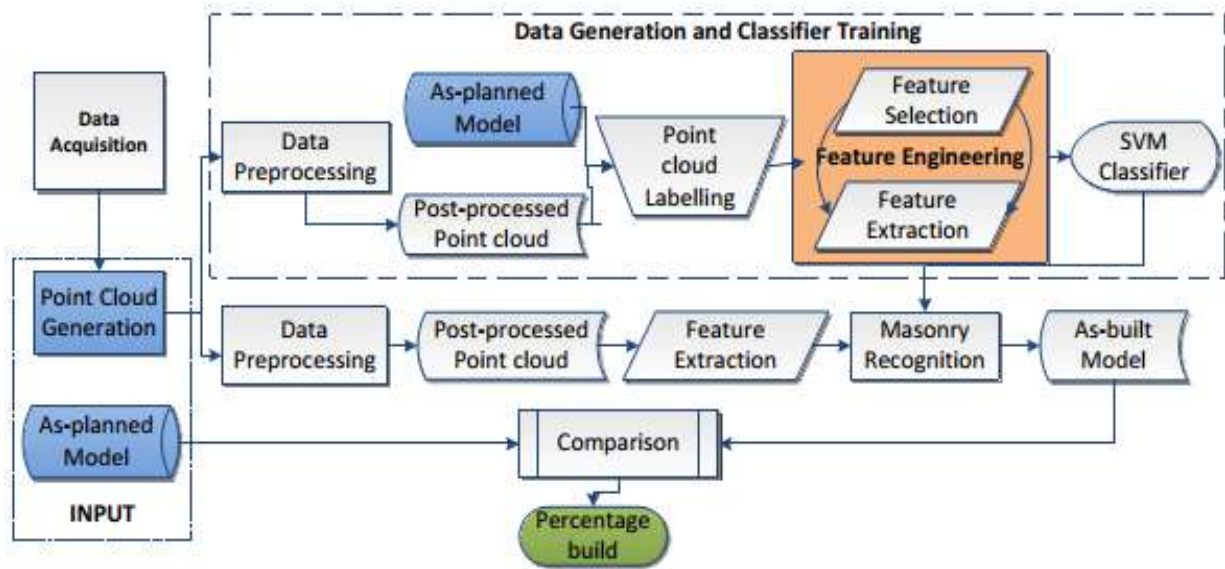 Data Generation and Classifier Training
Data
Acquisition
As-planned
Model
Data
Preprocessing
Post-processed
Point cloud
Point
cloud
Labelling
Feature
Selection
Feature Engineering
Feature
Extraction
SVM
Classifier
Point Cloud
Generation
Data
Preprocessing
Post-processed
Point cloud
Feature
Extraction
Masonry
Recognition
As-built
Model
As-planned
Model
INPUT
Comparison
Percentage
build